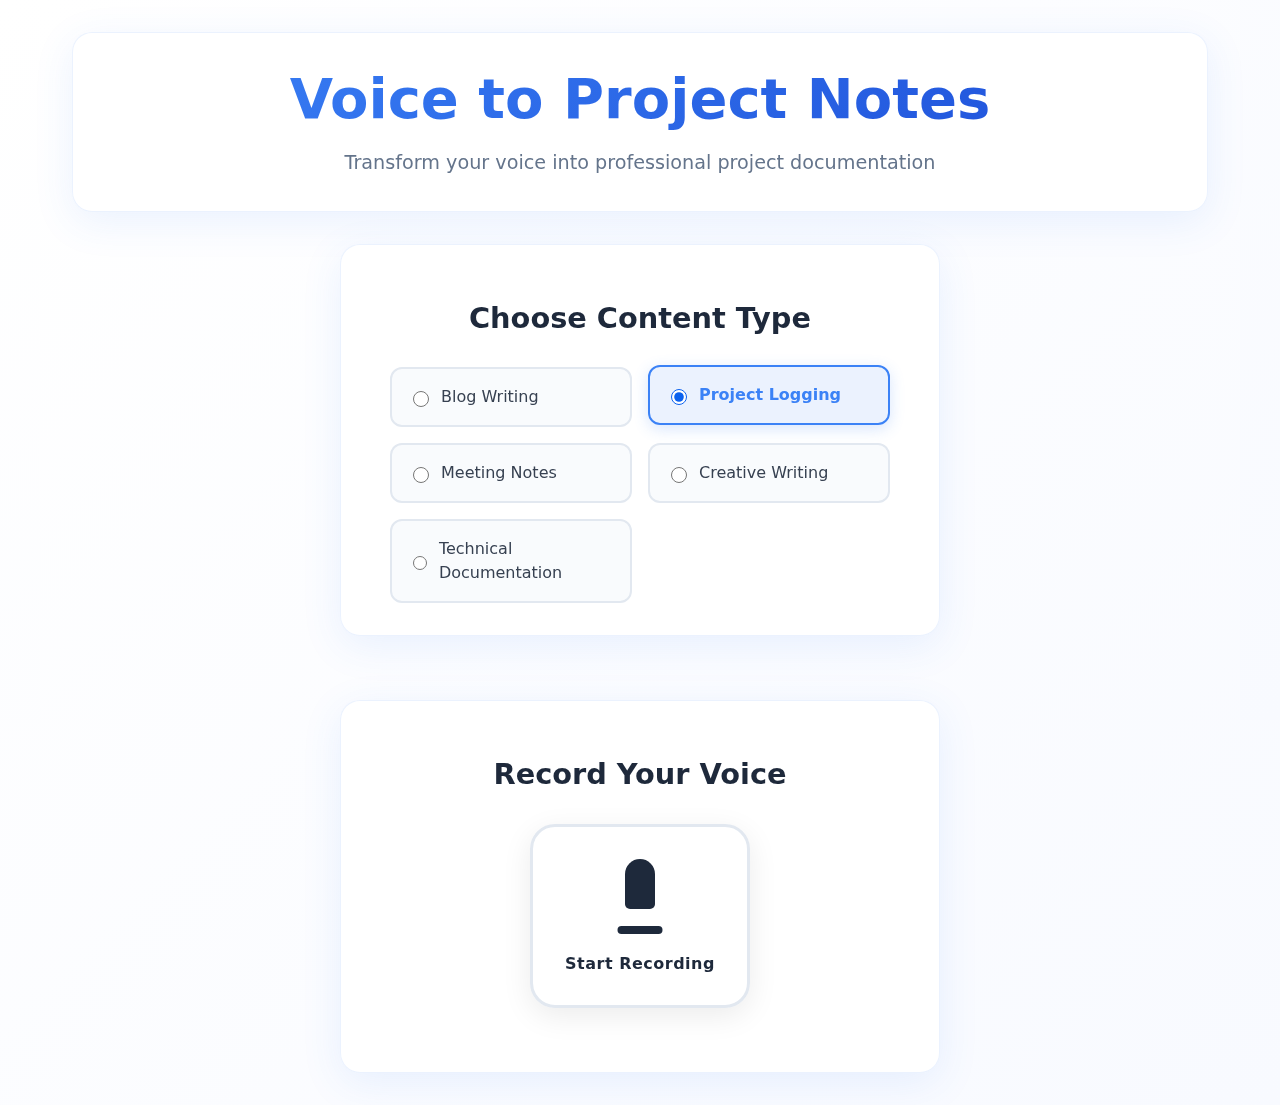 Voice to Project Notes
Transform your voice into professional project documentation
Choose Content Type
Blog Writing
Project Logging
Meeting Notes
Creative Writing
Technical
Documentation
Record Your Voice
Start Recording